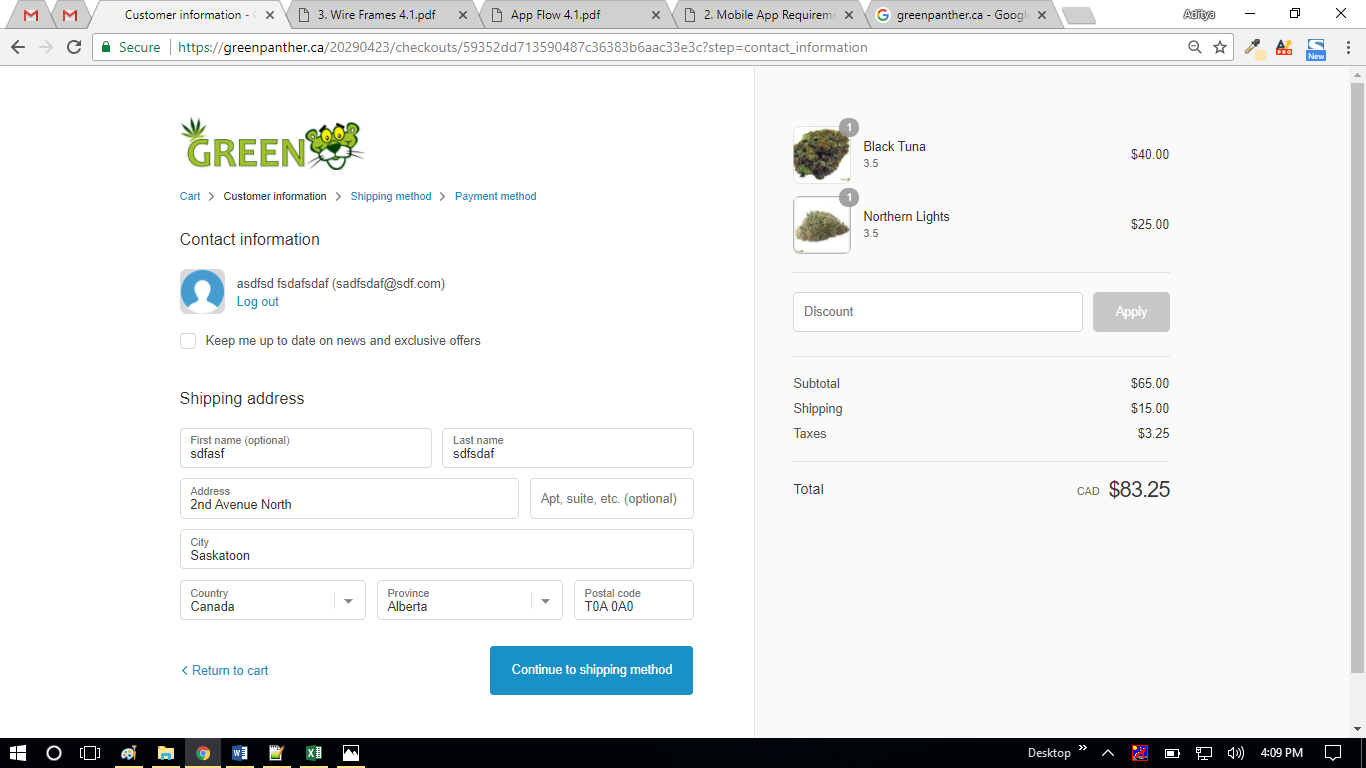 Customer information - G
3. Wire Frames 4.1.pdf
App Flow 4.1.pdf
2. Mobile App Requirem
greenpanther.ca - Googl
Aditya
Secure
https://greenpanther.ca/20290423/checkouts/59352dd713590487c36383b6aac33e3c?step=contact_information
New
GREEN
Cart > Customer information > Shipping method > Payment method
Contact information
asdfsd fsdafsdaf (sadfsdaf@sdf.com)
Log out
Keep me up to date on news and exclusive offers
Shipping address
First name (optional)
sdfasf
Last name
sdfsdaf
Address
2nd Avenue North
Apt, suite, etc. (optional)
City
Saskatoon
Country
Canada
Province
Alberta
Postal code
T0A 0A0
< Return to cart
Continue to shipping method
1
Black Tuna
3.5
$40.00
1
Northern Lights
3.5
$25.00
Discount
Apply
Subtotal $65.00
Shipping $15.00
Taxes $3.25
Total CAD $83.25
Desktop
4:09 PM